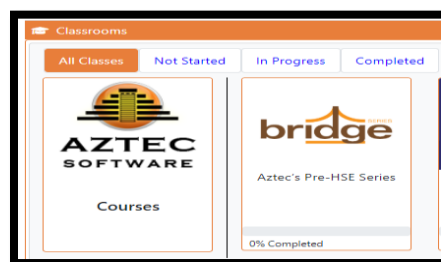 Classrooms
All Classes Not Started In Progress Completed
AZTEC
SOFTWARE
Courses
bridge
SERIES
Aztec's Pre-HSE Series
0% Completed